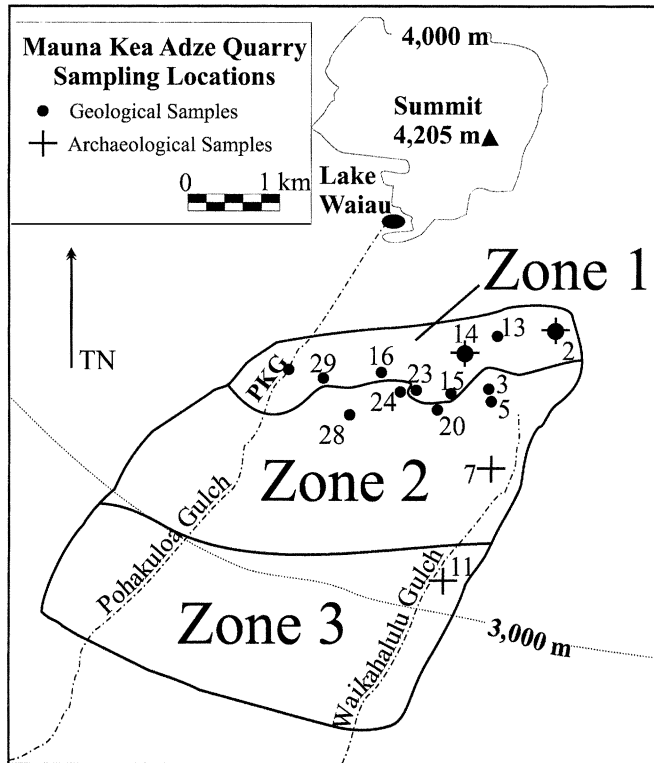 Mauna Kea Adze Quarry
Sampling Locations
Geological Samples
Archaeological Samples
0 1 km
4,000 m
Summit
4,205 m
Lake
Waiau
TN
Zone 1
PKG
29
16
14
13
2
24
23
15
3
5
28
20
7
Zone 2
Pohakuloa Gulch
11
Zone 3
Waikahalulu Gulch
3,000 m